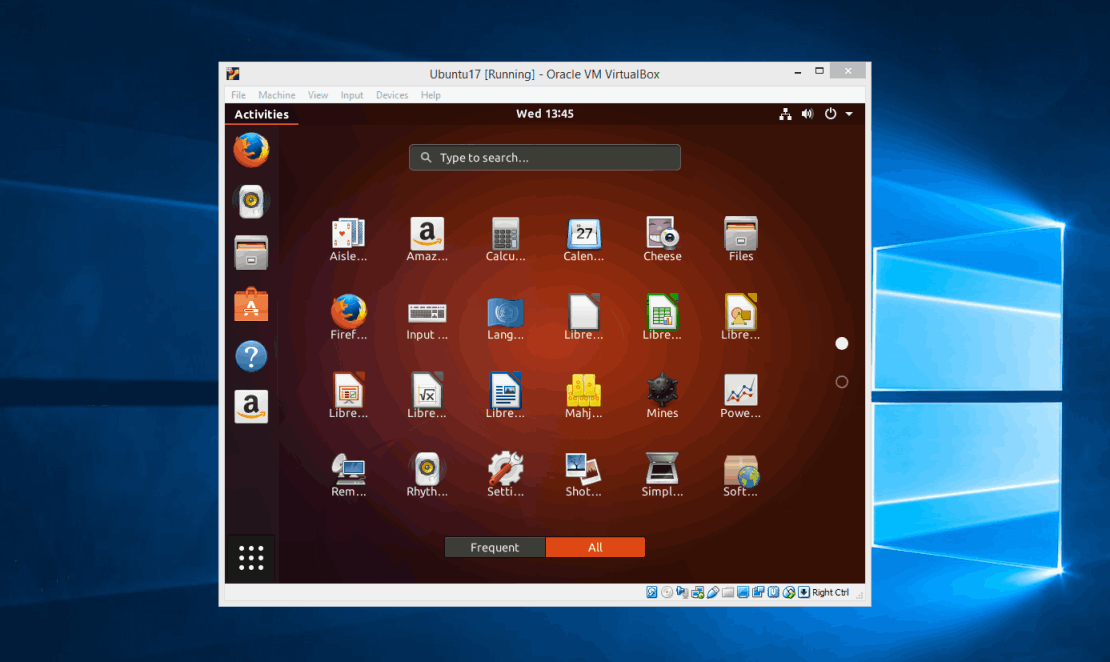 Ubuntu17 [Running] - Oracle VM VirtualBox
File Machine View Input Devices Help
Activities Wed 13:45
Type to search...
Aisle... Amaz... Calcu... Calen... Cheese Files
27
a
Firef... Input ... Lang... Libre... Libre... Libre...
Libre... Libre... Libre... Mahj... Mines Powe...
√x
?
a
Rem... Rhyth... Setti... Shot... Simpl... Soft...
Frequent All
Right Ctrl